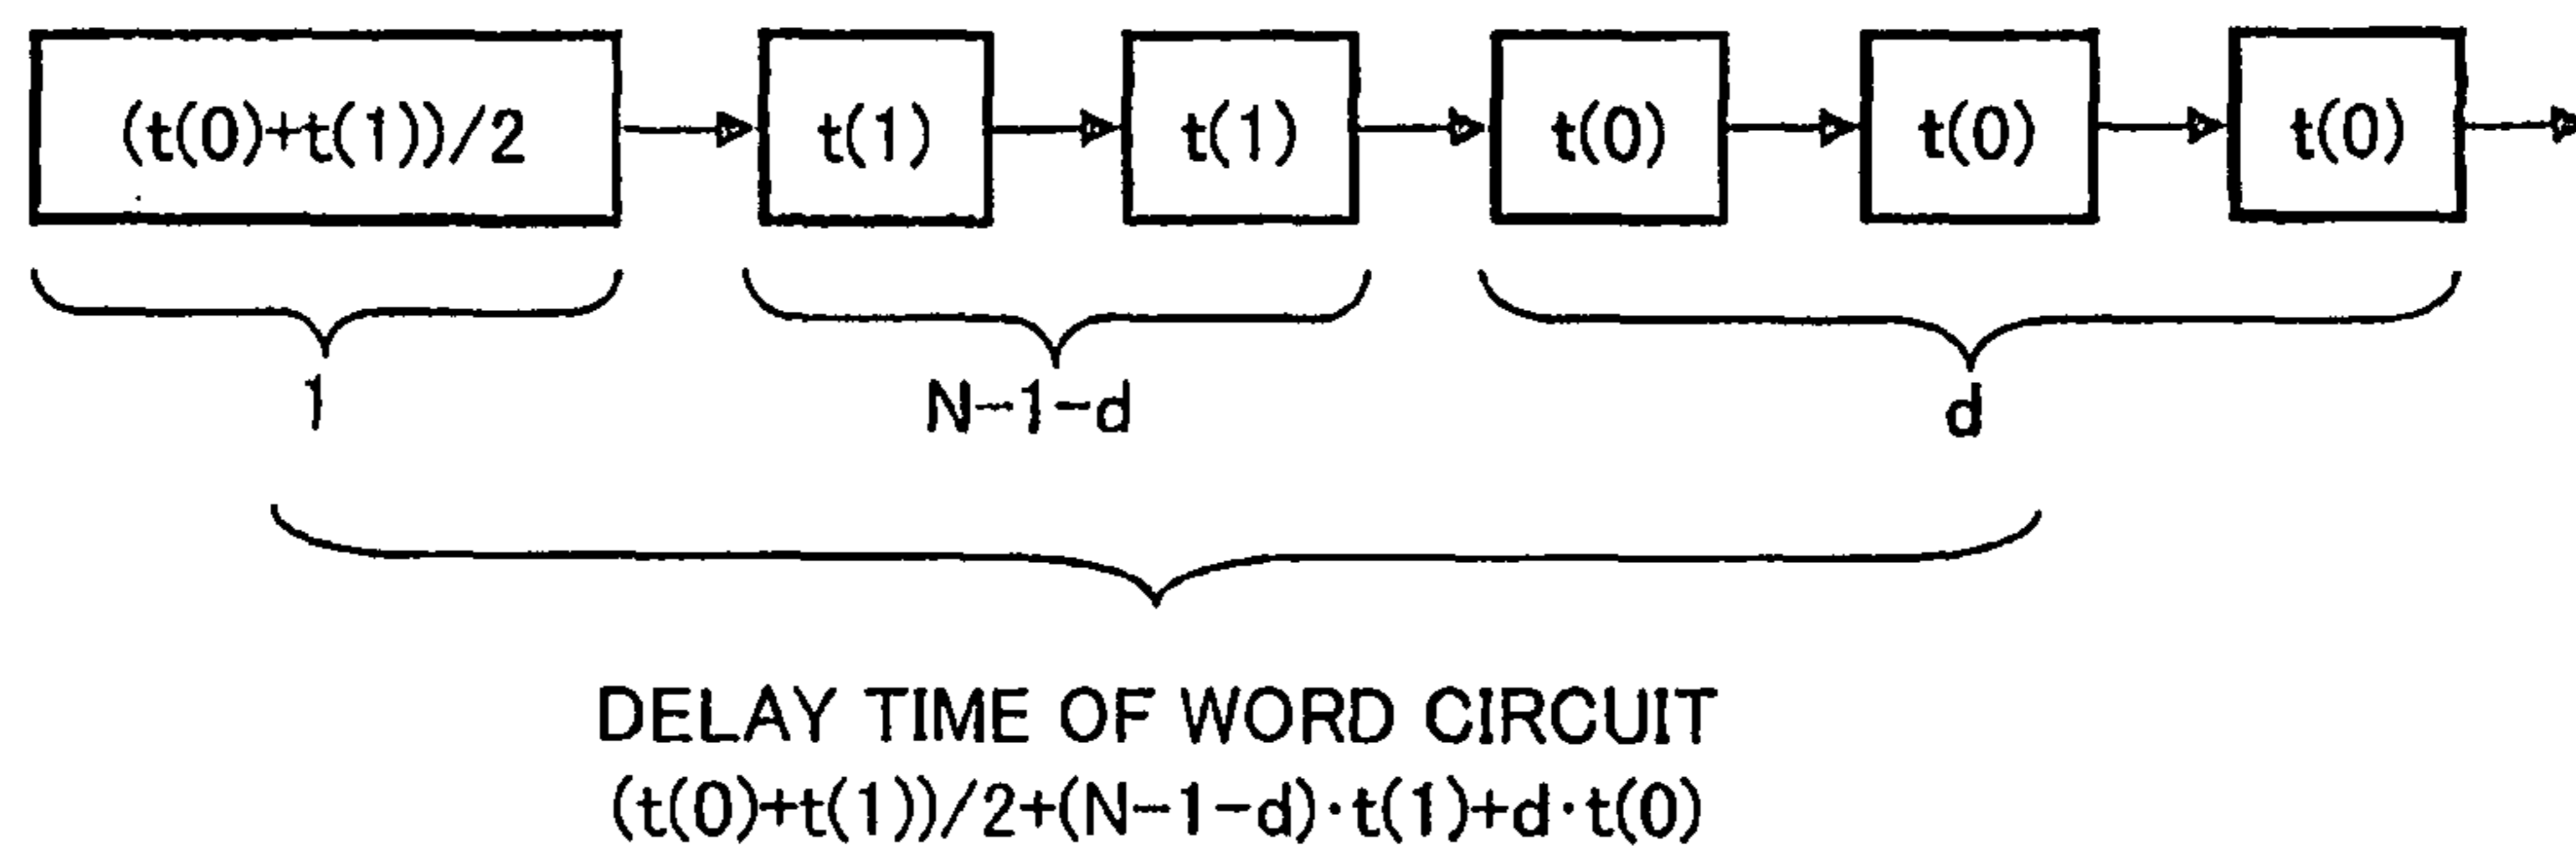 (t(0)+t(1))/2 t(1) t(1) t(0) t(0) t(0)
1 N-1-d d
DELAY TIME OF WORD CIRCUIT
(t(0)+t(1))/2+(N-1-d)·t(1)+d·t(0)